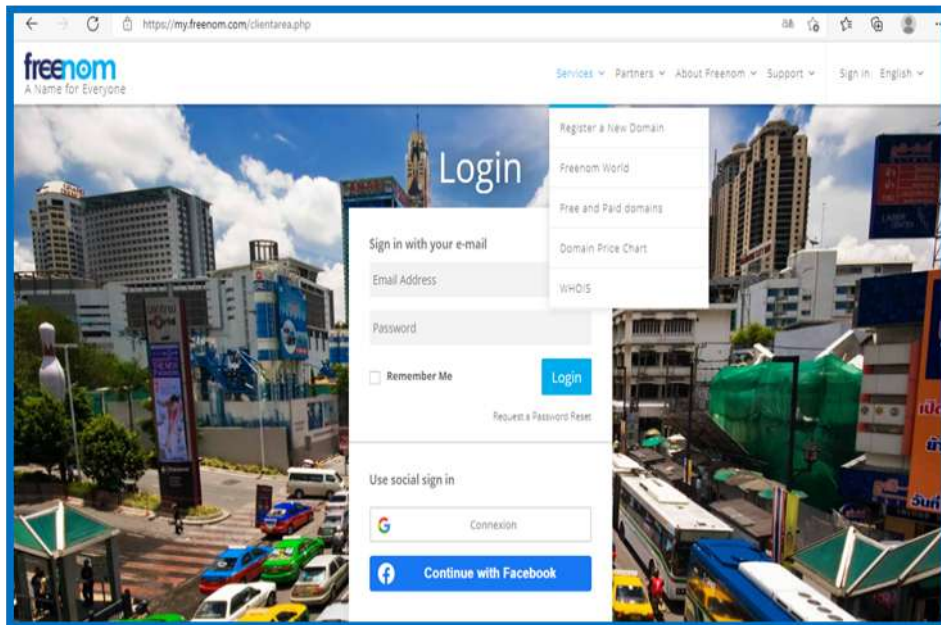 https://my.freenom.com/clientarea.php
freenom
A Name for Everyone
Services Partners About Freenom Support Sign in English
Register a New Domain
Freenom World
Free and Paid domains
Domain Price Chart
WHOIS
Login
Sign in with your e-mail
Email Address
Password
Remember Me
Login
Request a Password Reset
Use social sign in
Connexion
Continue with Facebook